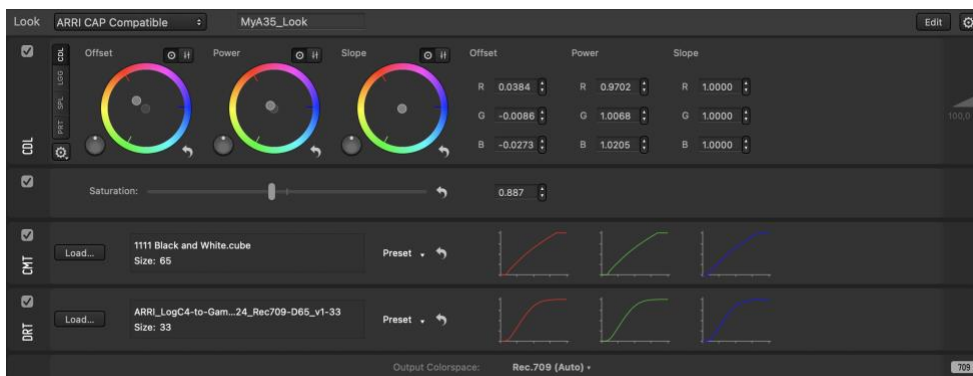 Look ARRI CAP Compatible MyA35_Look Edit
CDL
CDL
LGG
SPL
PRT
Offset Power Slope Offset Power Slope
R 0.0384 R 0.9702 R 1.0000
G -0.0086 G 1.0068 G 1.0000
B -0.0273 B 1.0205 B 1.0000
100,0
Saturation: 0.887
CMT
Load... 1111 Black and White.cube
Size: 65
Preset
DRT
Load... ARRI_LogC4-to-Gam...24_Rec709-D65_v1-33
Size: 33
Preset
Output Colorspace: Rec.709 (Auto)
709